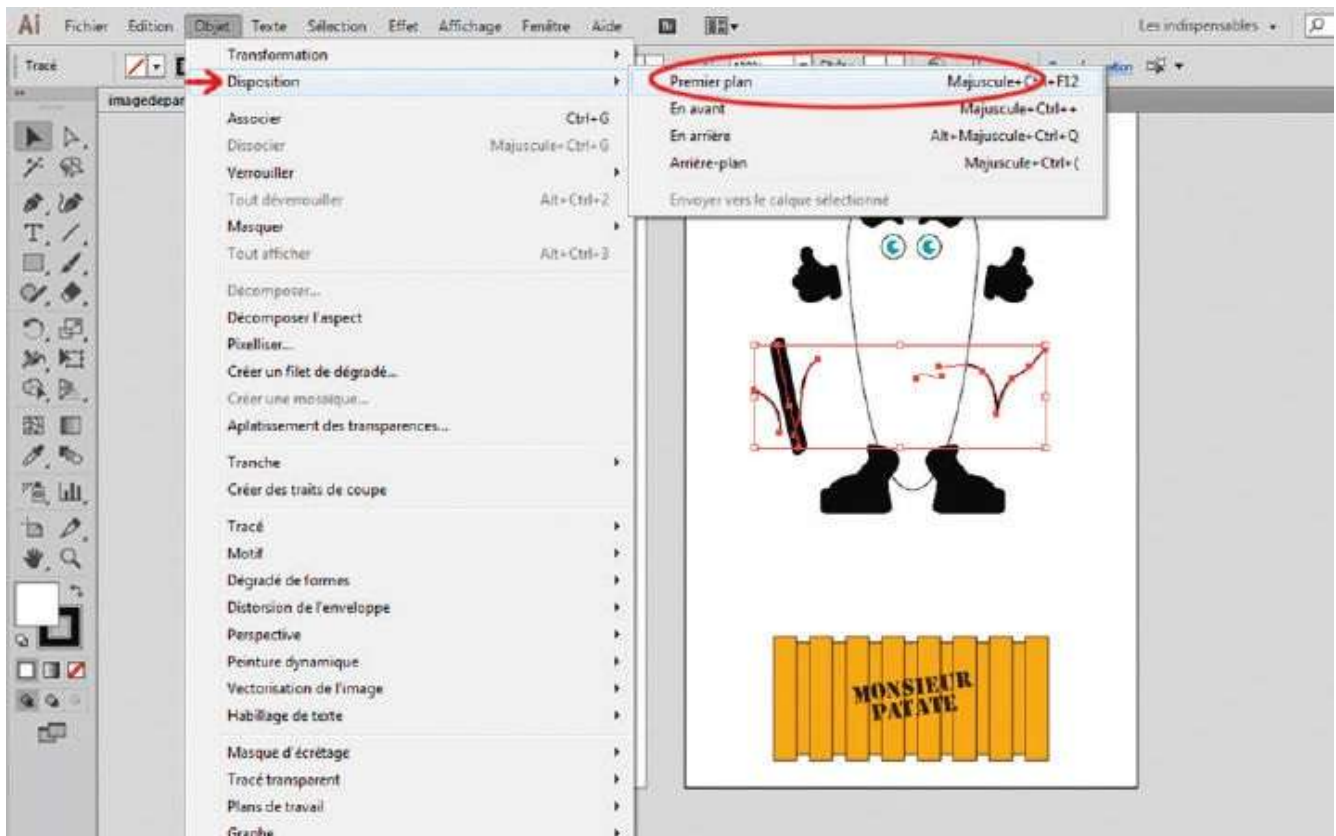 Ai Fichier Edition Objet Texte Sélection Effet Affichage Fenêtre Aide Br Les indispensables
Tracé
imagedepar
Transformation
Disposition
Associer Ctrl+G
Dissocier Majuscule+Ctrl+G
Verrouiller
Tout déverrouiller Alt+Ctrl+2
Masquer
Tout afficher Alt+Ctrl+3
Décomposer...
Décomposer l'aspect
Pixelliser...
Créer un filet de dégradé...
Créer une mosaïque...
Aplatissement des transparences...
Tranche
Créer des traits de coupe
Tracé
Motif
Dégradé de formes
Distorsion de l'enveloppe
Perspective
Peinture dynamique
Vectorisation de l'image
Habillage de texte
Masque d'écrêtage
Tracé transparent
Plans de travail
Graphe
Premier plan Majuscule+Ctrl+F12
En avant Majuscule+Ctrl++
En arrière Alt+Majuscule+Ctrl+Q
Arrière-plan Majuscule+Ctrl+(
Envoyer vers le calque sélectionné
MONSIEUR
PATATE